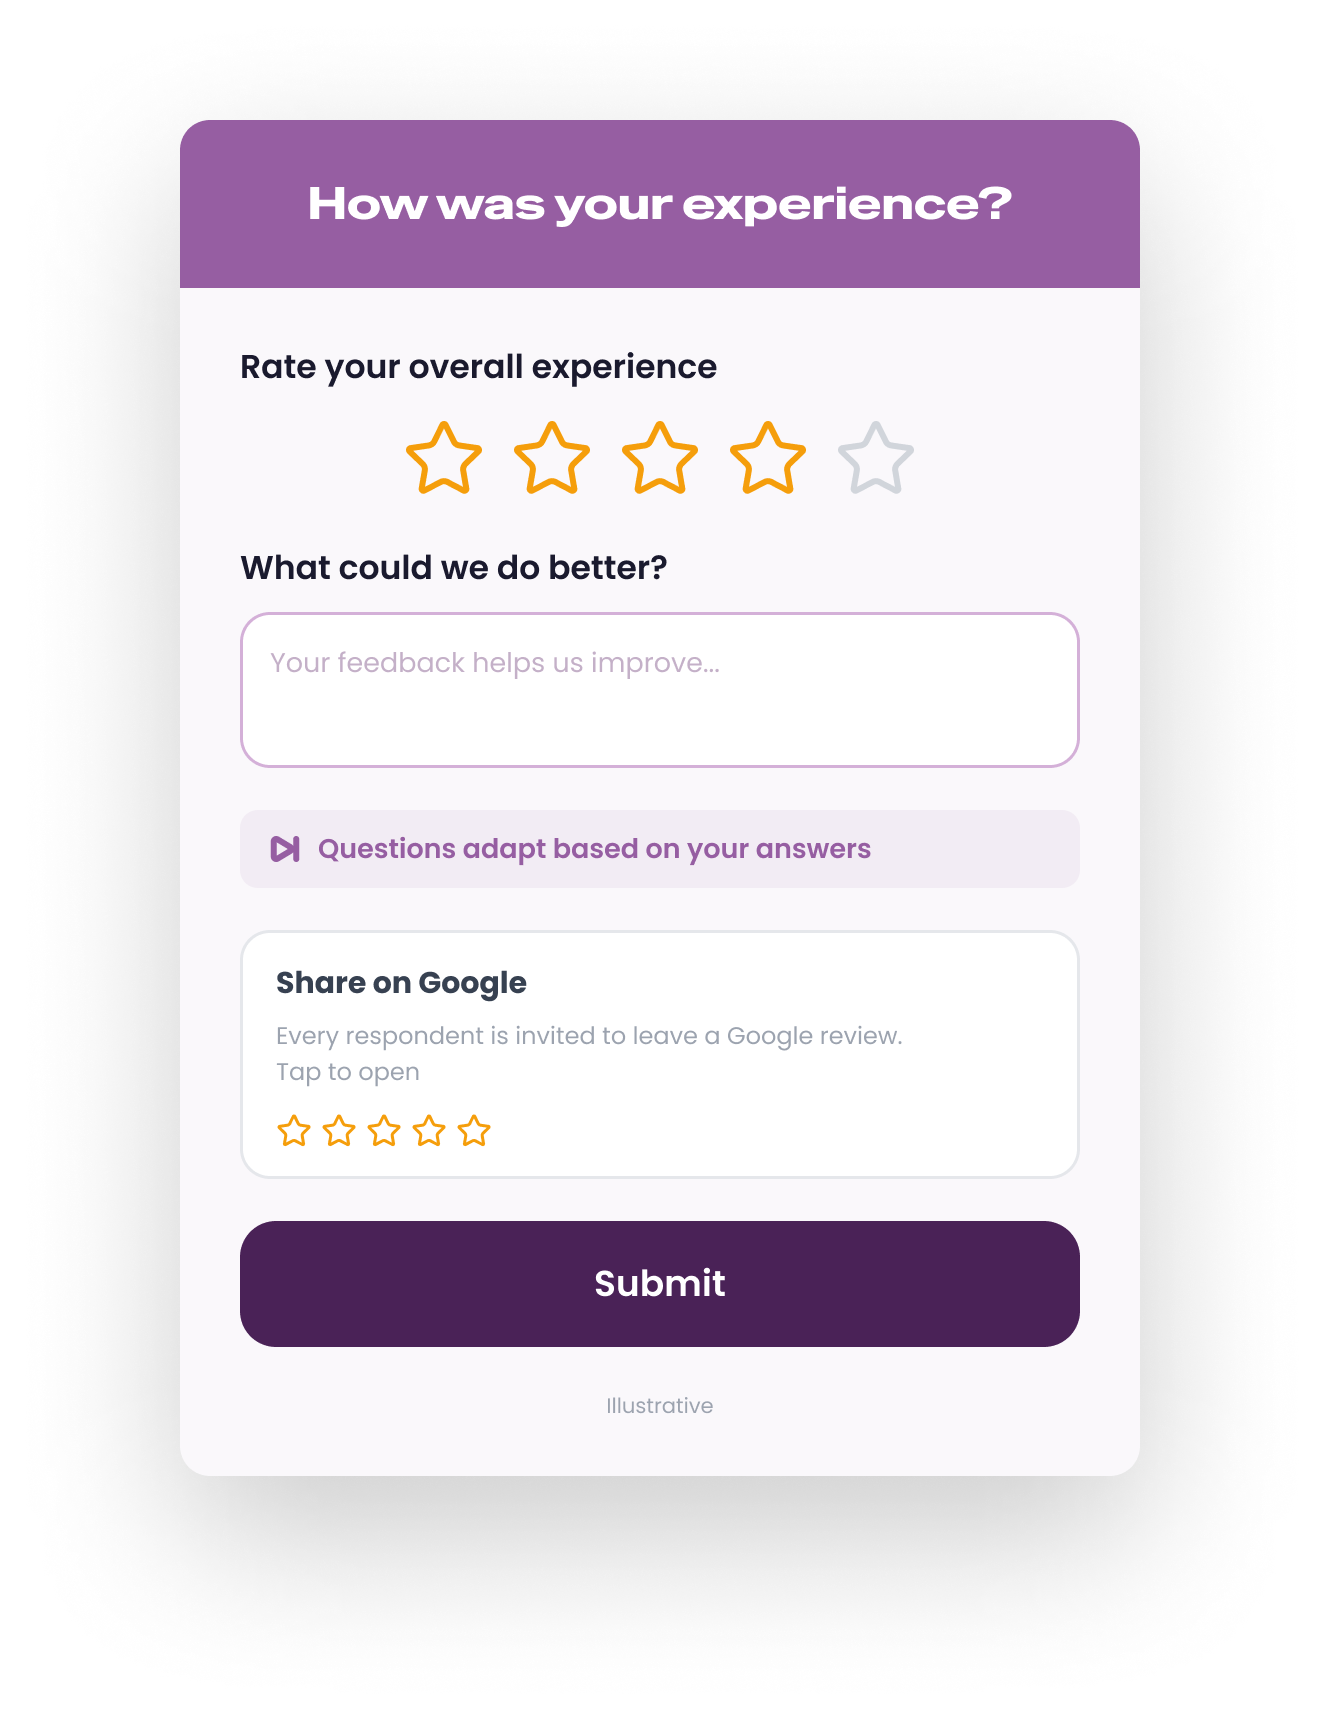 How was your experience?
Rate your overall experience
What could we do better?
Your feedback helps us improve...
Questions adapt based on your answers
Share on Google
Every respondent is invited to leave a Google review.
Tap to open
Submit
Illustrative